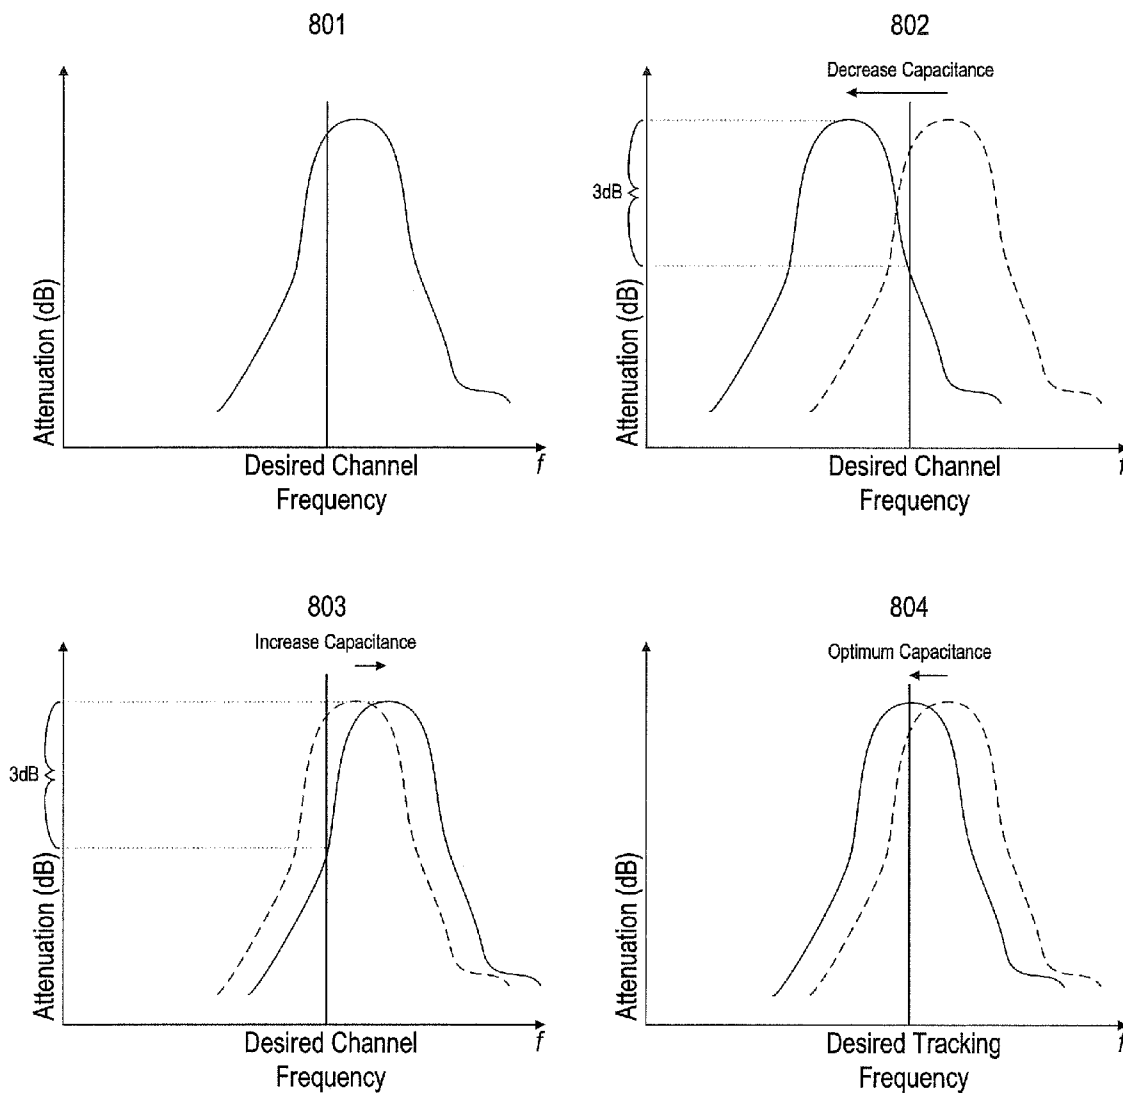 801
Attenuation (dB)
Desired Channel
Frequency
f
802
Decrease Capacitance
3dB
Attenuation (dB)
Desired Channel
Frequency
f
803
Increase Capacitance
3dB
Attenuation (dB)
Desired Channel
Frequency
f
804
Optimum Capacitance
Attenuation (dB)
Desired Tracking
Frequency
f